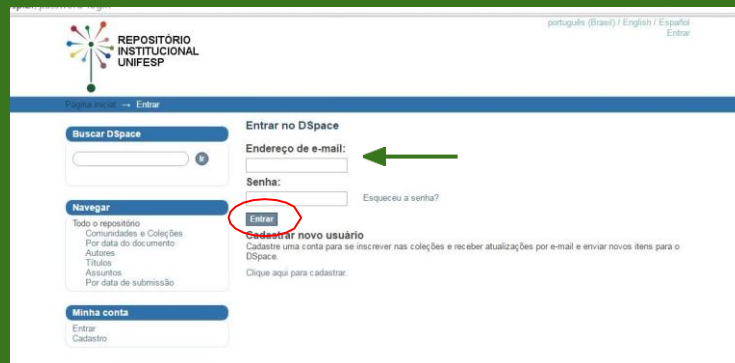 português (Brasil) / English / Español
Entrar
REPOSITÓRIO
INSTITUCIONAL
UNIFESP
Página inicial → Entrar
Buscar DSpace
Ir
Navegar
Todo o repositório
Comunidades e Coleções
Por data do documento
Autores
Títulos
Assuntos
Por data de submissão
Minha conta
Entrar
Cadastro
Entrar no DSpace
Endereço de e-mail:
Senha:
Esqueceu a senha?
Entrar
Cadastrar novo usuário
Cadastre uma conta para se inscrever nas coleções e receber atualizações por e-mail e enviar novos itens para o
DSpace.
Clique aqui para cadastrar.